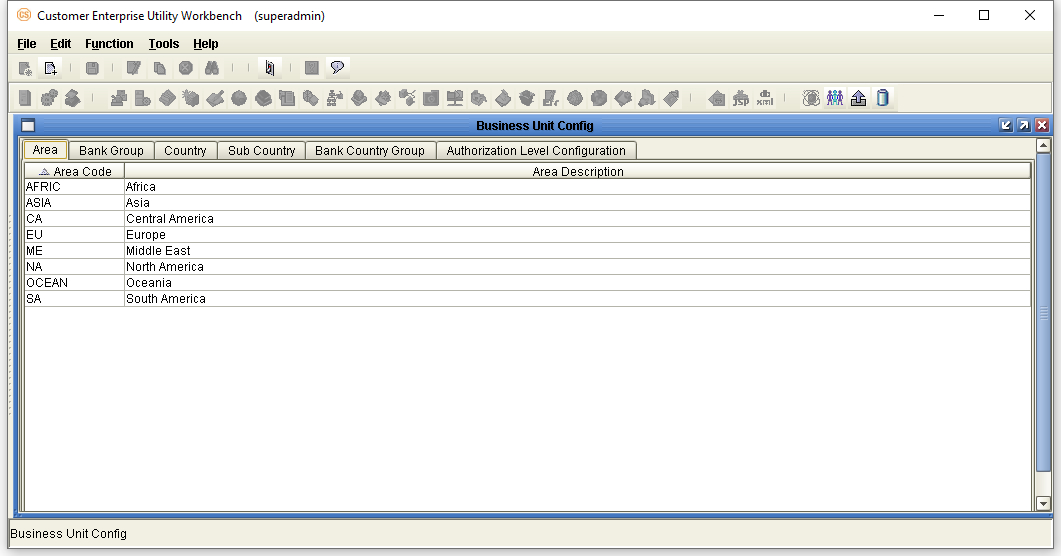 CS Customer Enterprise Utility Workbench (superadmin)
File Edit Function Tools Help
jsp xml
Business Unit Config
Area Bank Group Country Sub Country Bank Country Group Authorization Level Configuration
Area Code Area Description
AFRIC Africa
ASIA Asia
CA Central America
EU Europe
ME Middle East
NA North America
OCEAN Oceania
SA South America
Business Unit Config